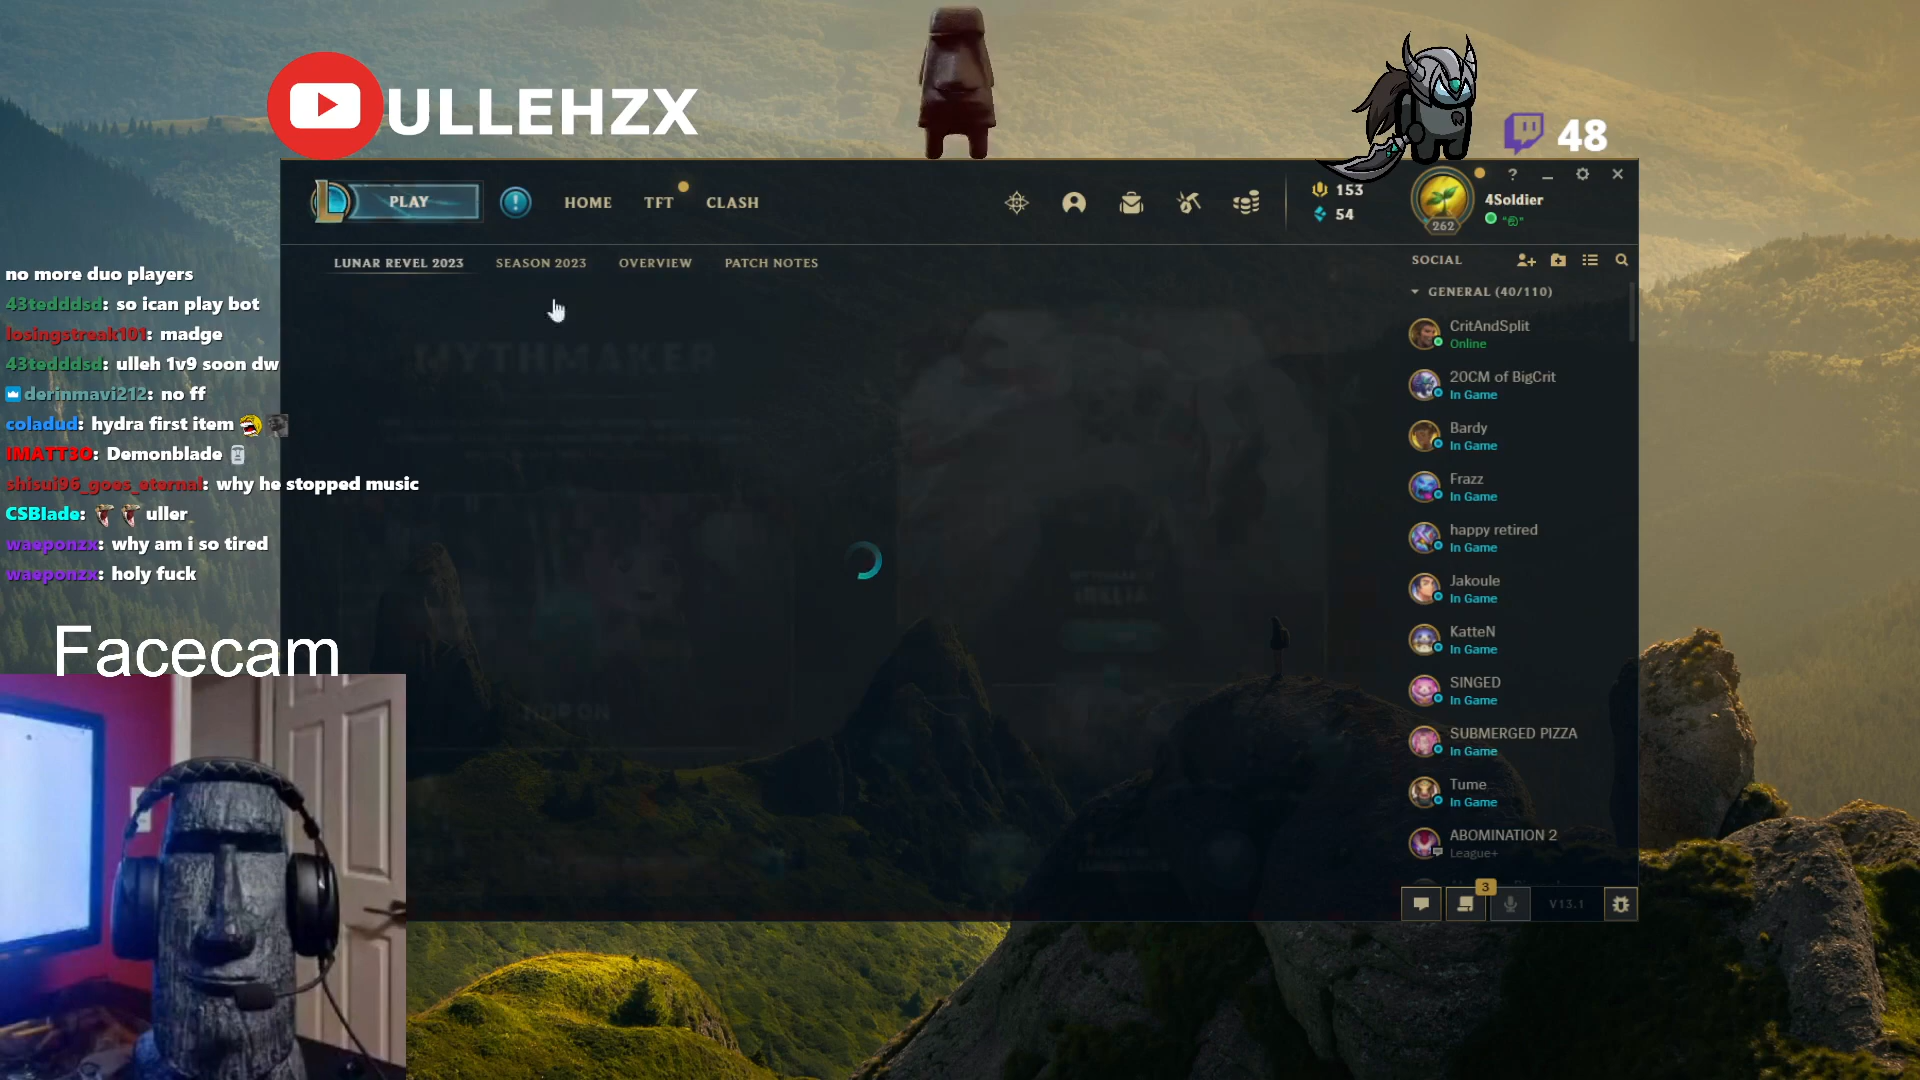 ULLEHZX
48
PLAY
HOME
TFT
CLASH
153
54
262
4Soldier
LUNAR REVEL 2023
SEASON 2023
OVERVIEW
PATCH NOTES
SOCIAL
GENERAL (40/110)
CritAndSplit
Online
20CM of BigCrit
In Game
Bardy
In Game
Frazz
In Game
happy retired
In Game
Jakoule
In Game
KatteN
In Game
SINGED
In Game
SUBMERGED PIZZA
In Game
Tume
In Game
ABOMINATION 2
League+
3
V13.1
MYTHMAKER
IRELIA
no more duo players
43tedddsd: so ican play bot
losingstreak101: madge
43tedddsd: ulleh 1v9 soon dw
derinmavi212: no ff
coladud: hydra first item
IMATT30: Demonblade
shisui96_goes_eternal: why he stopped music
CSBlade: uller
waeponzx: why am i so tired
waeponzx: holy fuck
Facecam